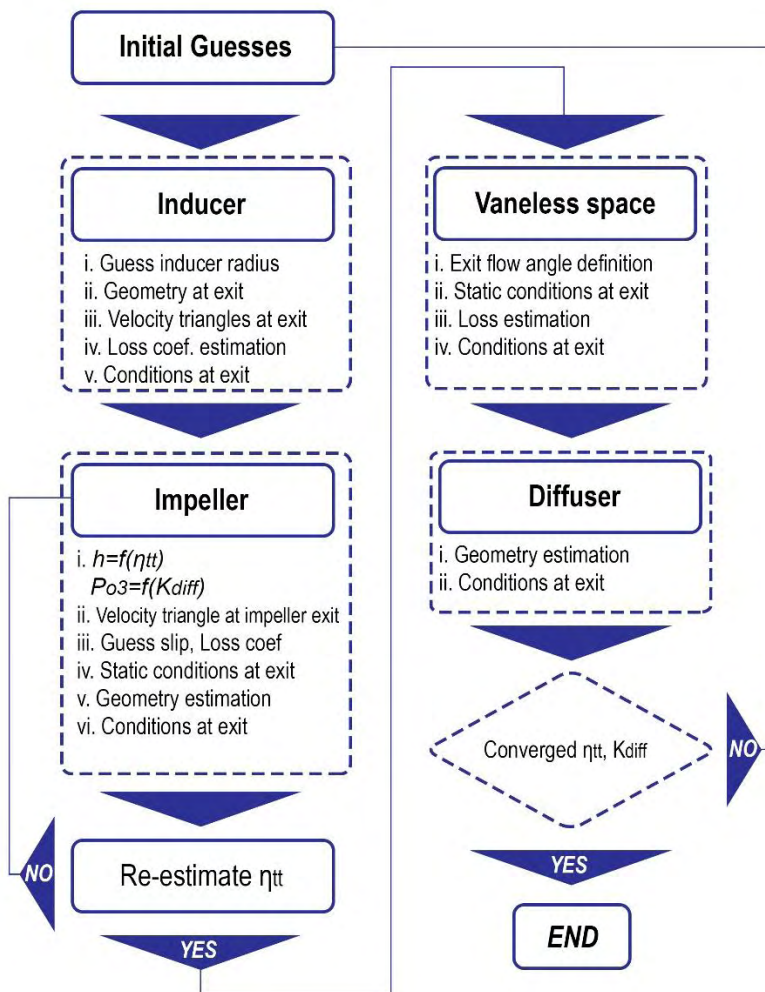 Initial Guesses
Inducer
i. Guess inducer radius
ii. Geometry at exit
iii. Velocity triangles at exit
iv. Loss coef. estimation
v. Conditions at exit
Impeller
i. h=f(ηtt)
Po3=f(Kdiff)
ii. Velocity triangle at impeller exit
iii. Guess slip, Loss coef
iv. Static conditions at exit
v. Geometry estimation
vi. Conditions at exit
NO
Re-estimate ηtt
YES
Vaneless space
i. Exit flow angle definition
ii. Static conditions at exit
iii. Loss estimation
iv. Conditions at exit
Diffuser
i. Geometry estimation
ii. Conditions at exit
Converged ηtt, Kdiff
NO
YES
END